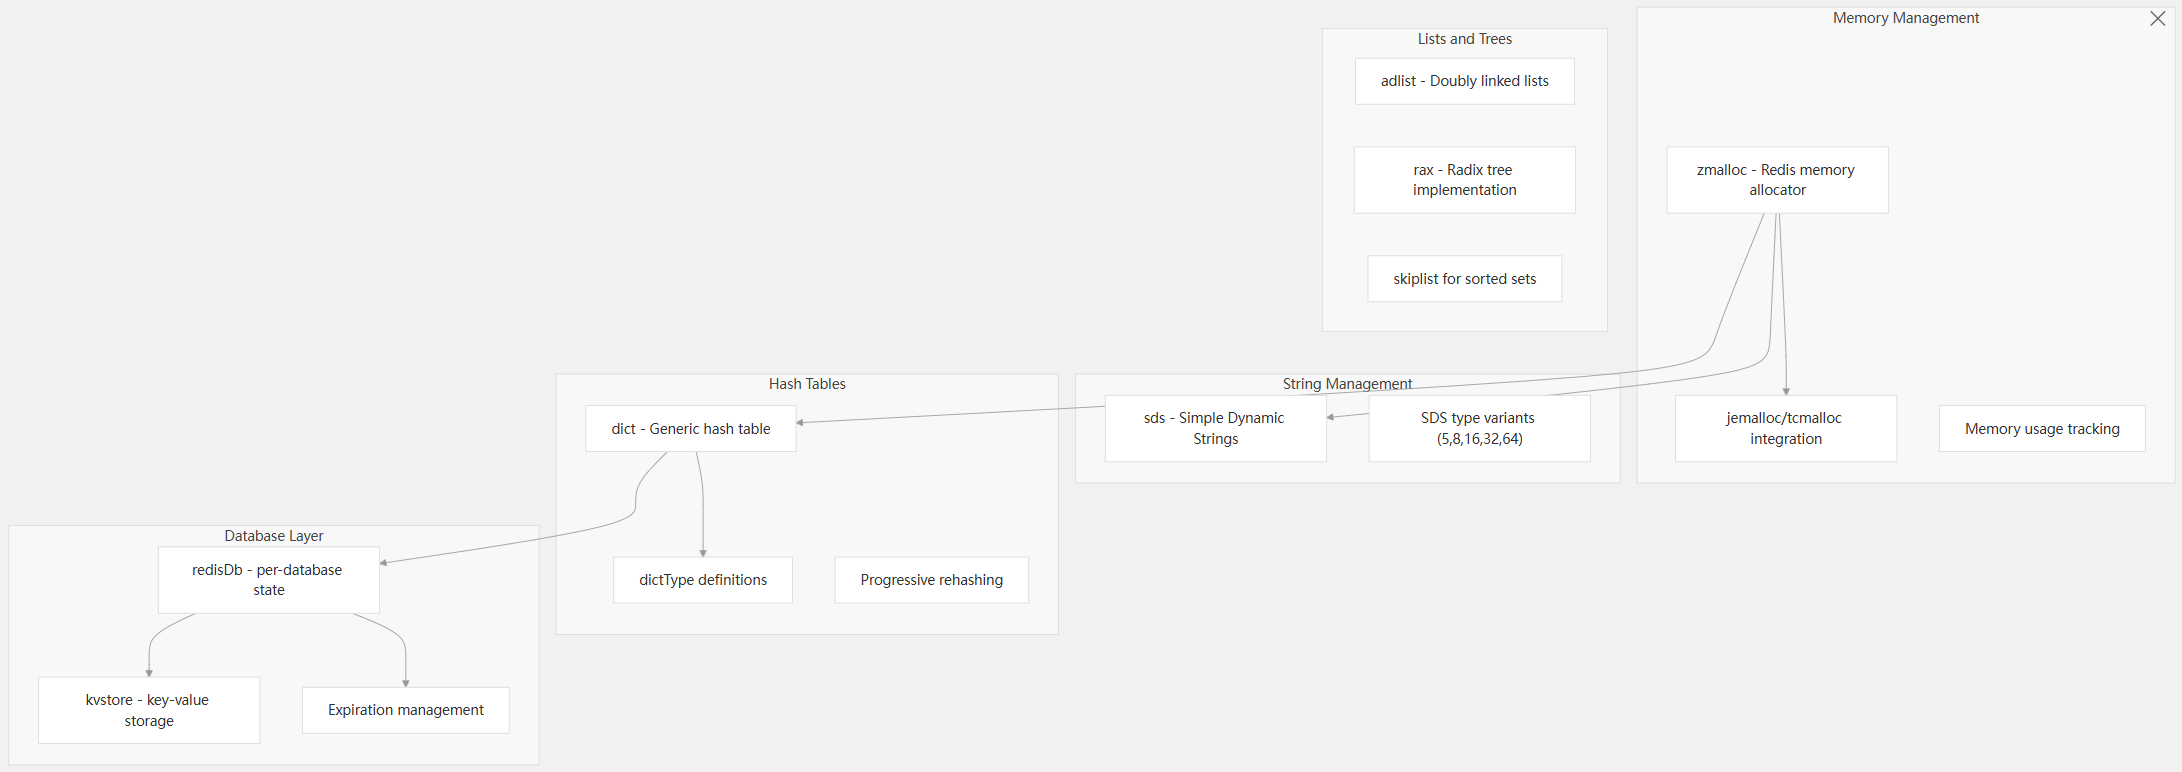 Memory Management
Lists and Trees
adlist - Doubly linked lists
rax - Radix tree
implementation
zmalloc - Redis memory
allocator
skiplist for sorted sets
Hash Tables
String Management
dict - Generic hash table
sds - Simple Dynamic
Strings
SDS type variants
(5,8,16,32,64)
jemalloc/tcmalloc
integration
Memory usage tracking
Database Layer
redisDb - per-database
state
dictType definitions
Progressive rehashing
kvstore - key-value
storage
Expiration management